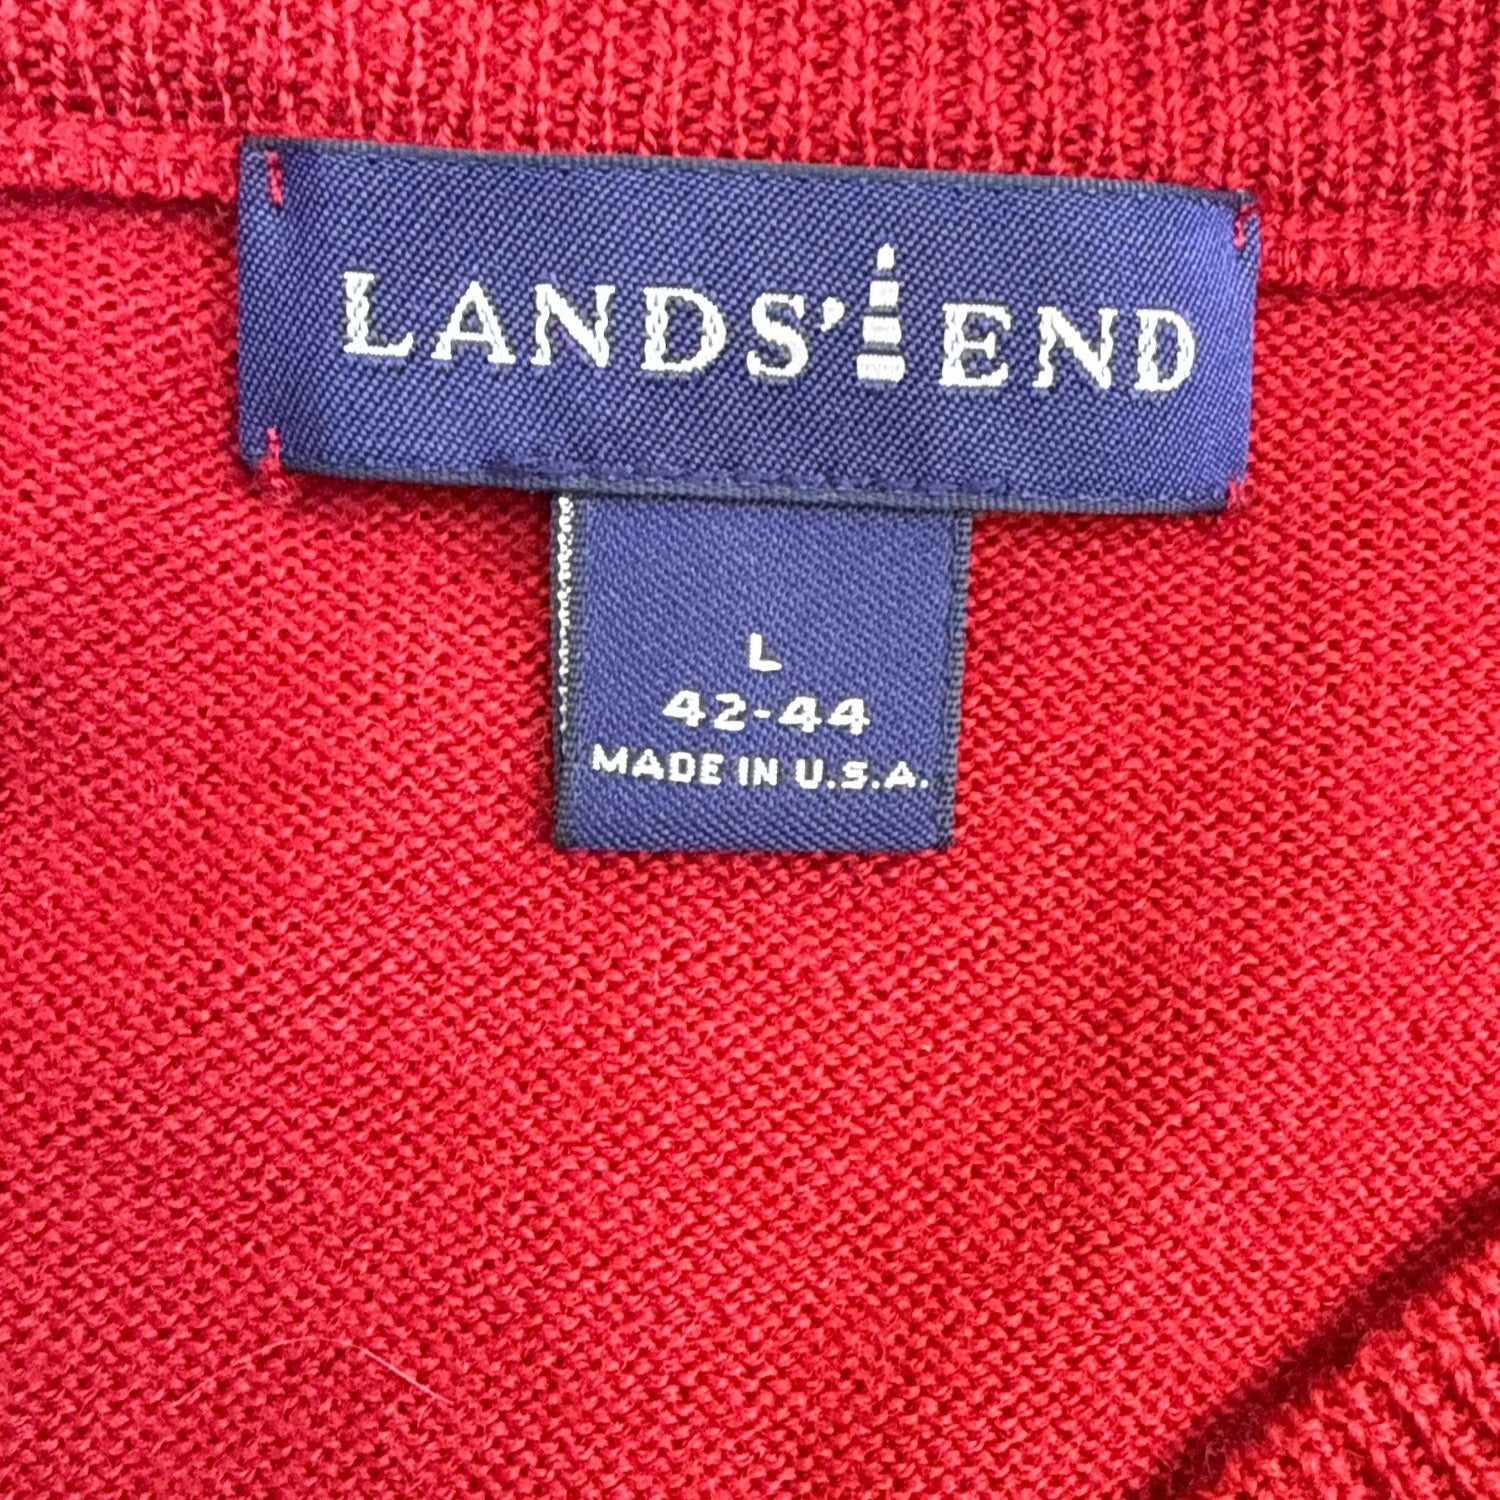 LANDS' END
L
42-44
MADE IN U.S.A.